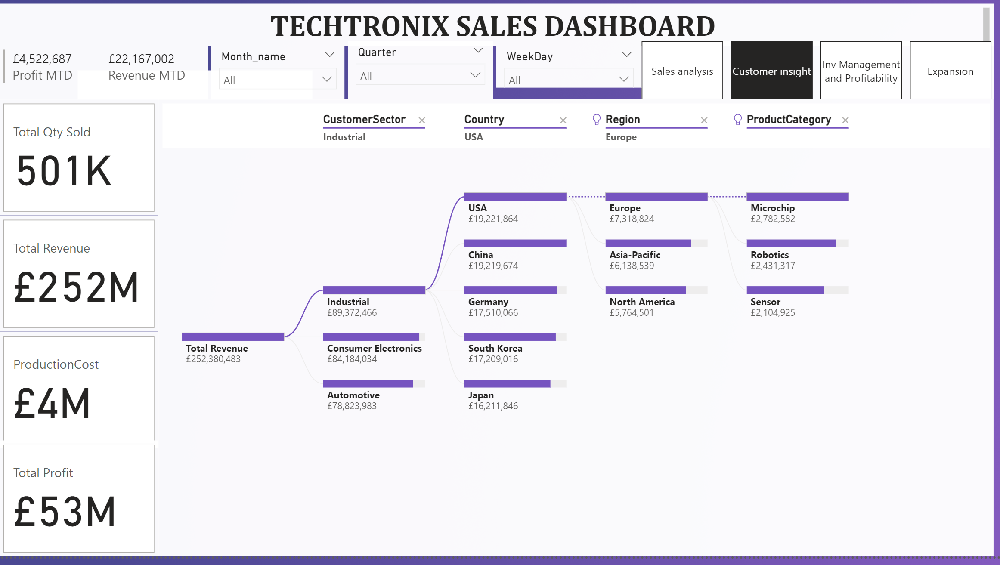 TECHTRONIX SALES DASHBOARD
£4,522,687
Profit MTD
£22,167,002
Revenue MTD
Month_name
All
Quarter
All
WeekDay
All
Sales analysis
Customer insight
Inv Management
and Profitability
Expansion
Total Qty Sold
501K
Total Revenue
£252M
ProductionCost
£4M
Total Profit
£53M
CustomerSector
Industrial
Country
USA
Region
Europe
ProductCategory
Total Revenue
£252,380,483
Industrial
£89,372,466
Consumer Electronics
£84,184,034
Automotive
£78,823,983
USA
£19,221,864
China
£19,219,674
Germany
£17,510,066
South Korea
£17,209,016
Japan
£16,211,846
Europe
£7,318,824
Asia-Pacific
£6,138,539
North America
£5,764,501
Microchip
£2,782,582
Robotics
£2,431,317
Sensor
£2,104,925